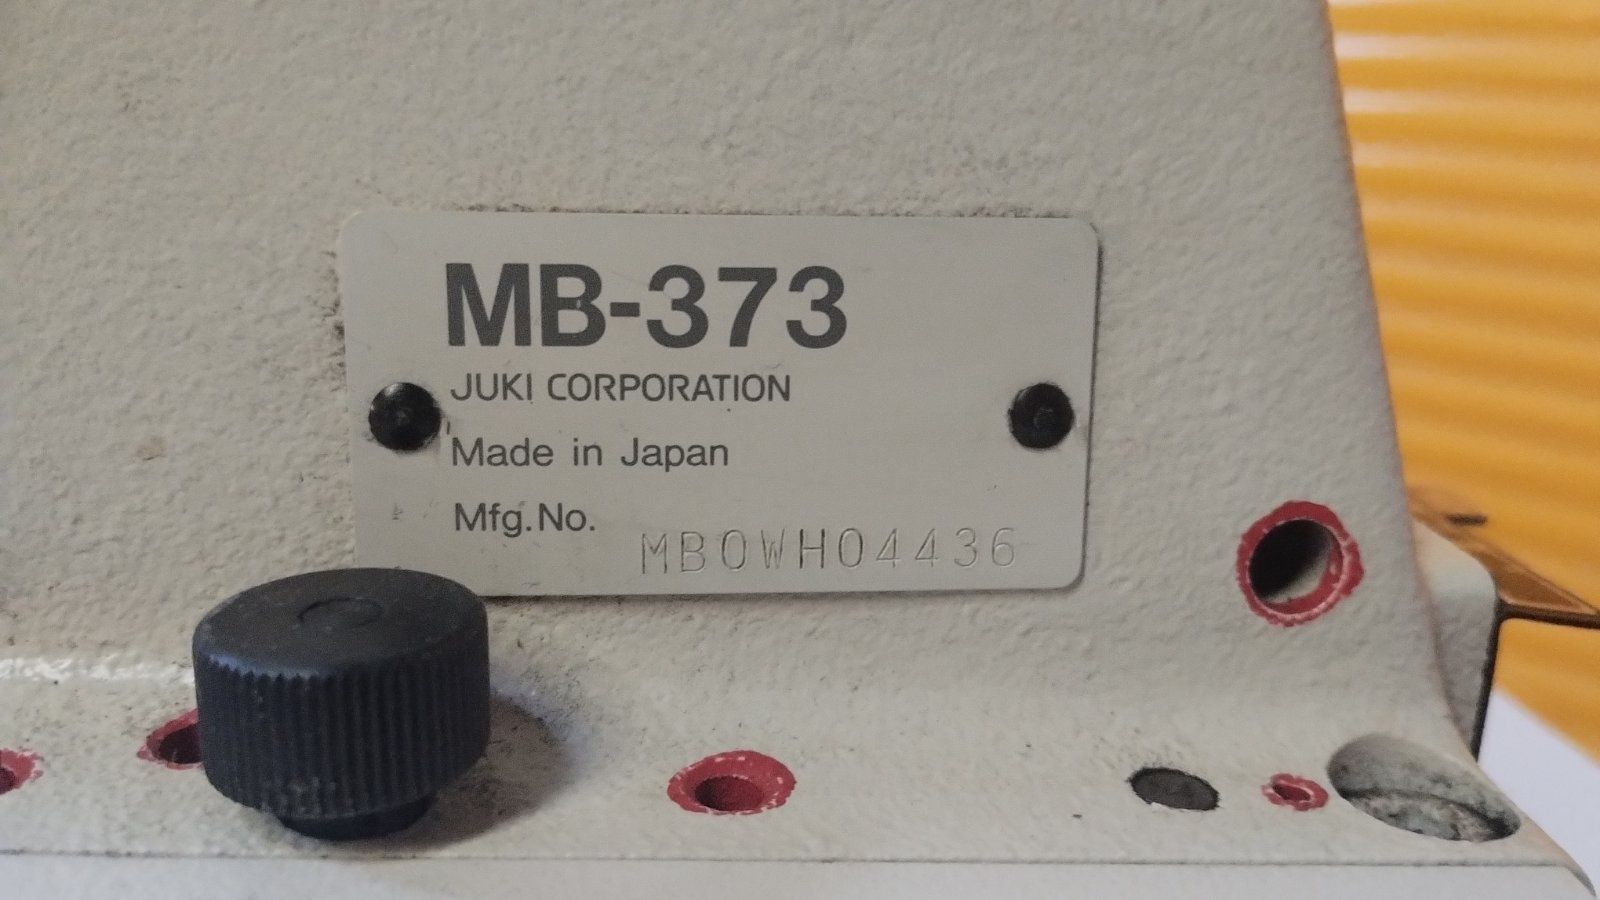 MB-373
JUKI CORPORATION
Made in Japan
Mfg.No. MB0WH04436